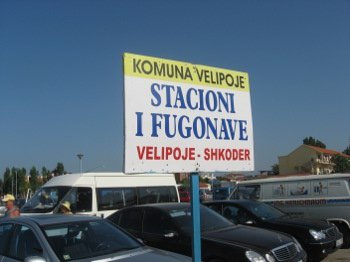 KOMUNA VELIPOJE
STACIONI
I FUGONAVE
VELIPOJE - SHKODER